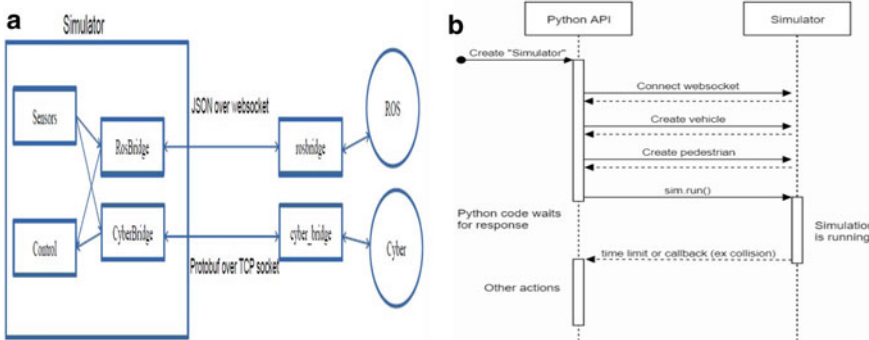 a
Simulator
Sensors
Control
RosBridge
CyberBridge
JSON over websocket
Protobuf over TCP socket
rosbridge
cyber_bridge
ROS
Cyber
b
Python API
Simulator
Create "Simulator"
Connect websocket
Create vehicle
Create pedestrian
sim.run()
Python code waits
for response
Simulation
is running
time limit or callback (ex collision)
Other actions